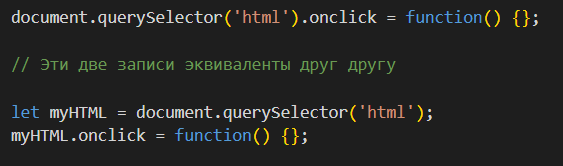 document.querySelector('html').onclick = function() {};
// Эти две записи эквиваленты друг другу
let myHTML = document.querySelector('html');
myHTML.onclick = function() {};